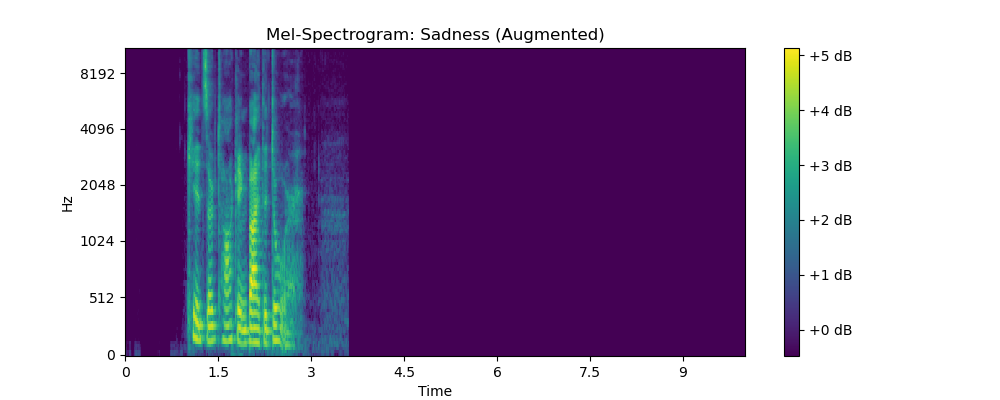 Mel-Spectrogram: Sadness (Augmented)
8192
4096
2048
1024
512
0
Hz
0 1.5 3 4.5 6 7.5 9
Time
+5 dB
+4 dB
+3 dB
+2 dB
+1 dB
+0 dB